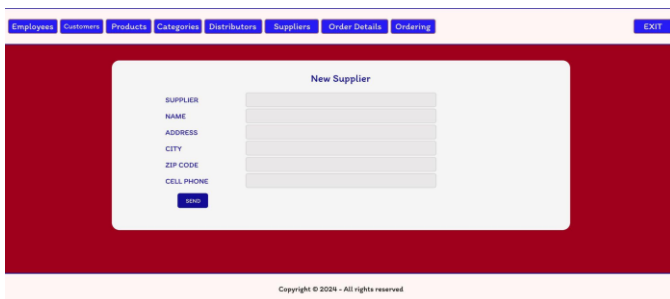 Employees Customers Products Categories Distributors Suppliers Order Details Ordering EXIT
New Supplier
SUPPLIER
NAME
ADDRESS
CITY
ZIP CODE
CELL PHONE
SEND
Copyright © 2024 - All rights reserved